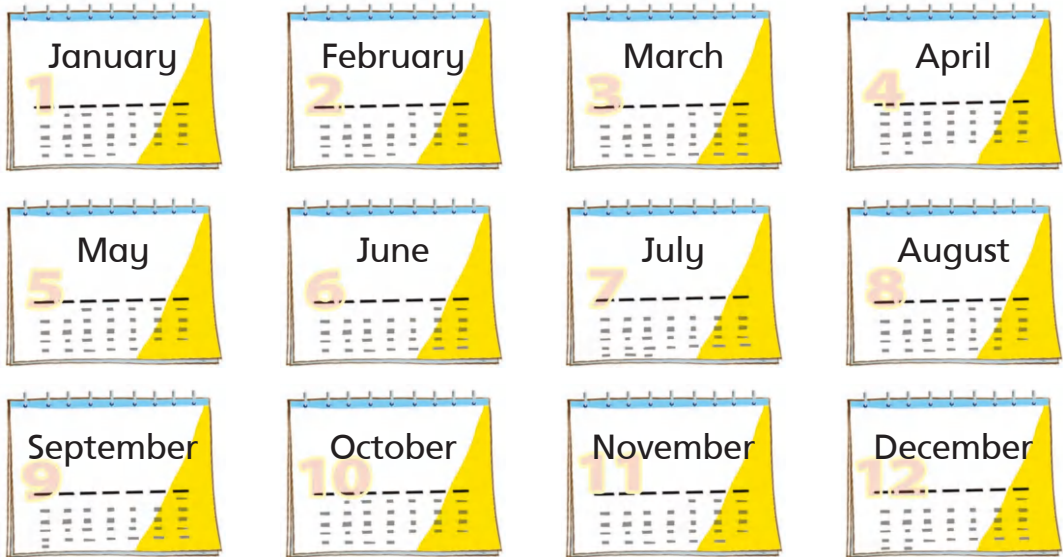 January February March April
1 2 3 4
May June July August
5 6 7 8
September October November December
9 10 11 12